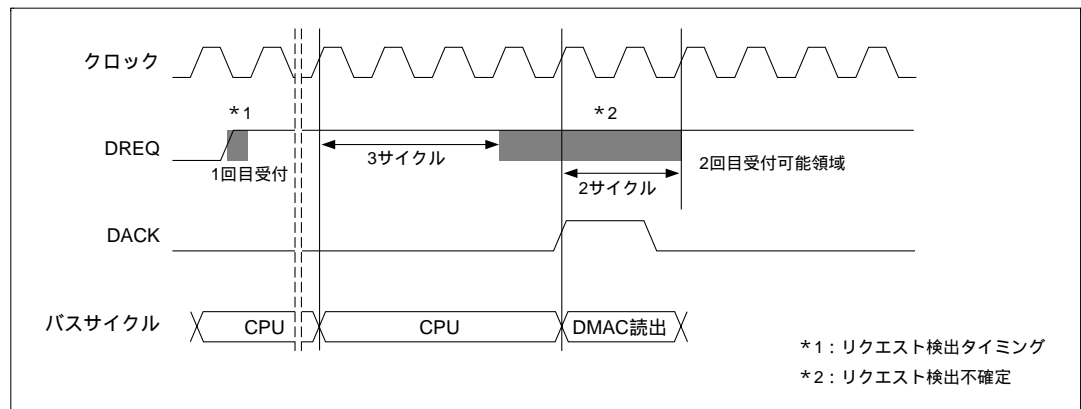 クロック
*1
*2
DREQ
1回目受付
3サイクル
2サイクル
2回目受付可能領域
DACK
バスサイクル
CPU
CPU
DMAC読出
*1：リクエスト検出タイミング
*2：リクエスト検出不確定